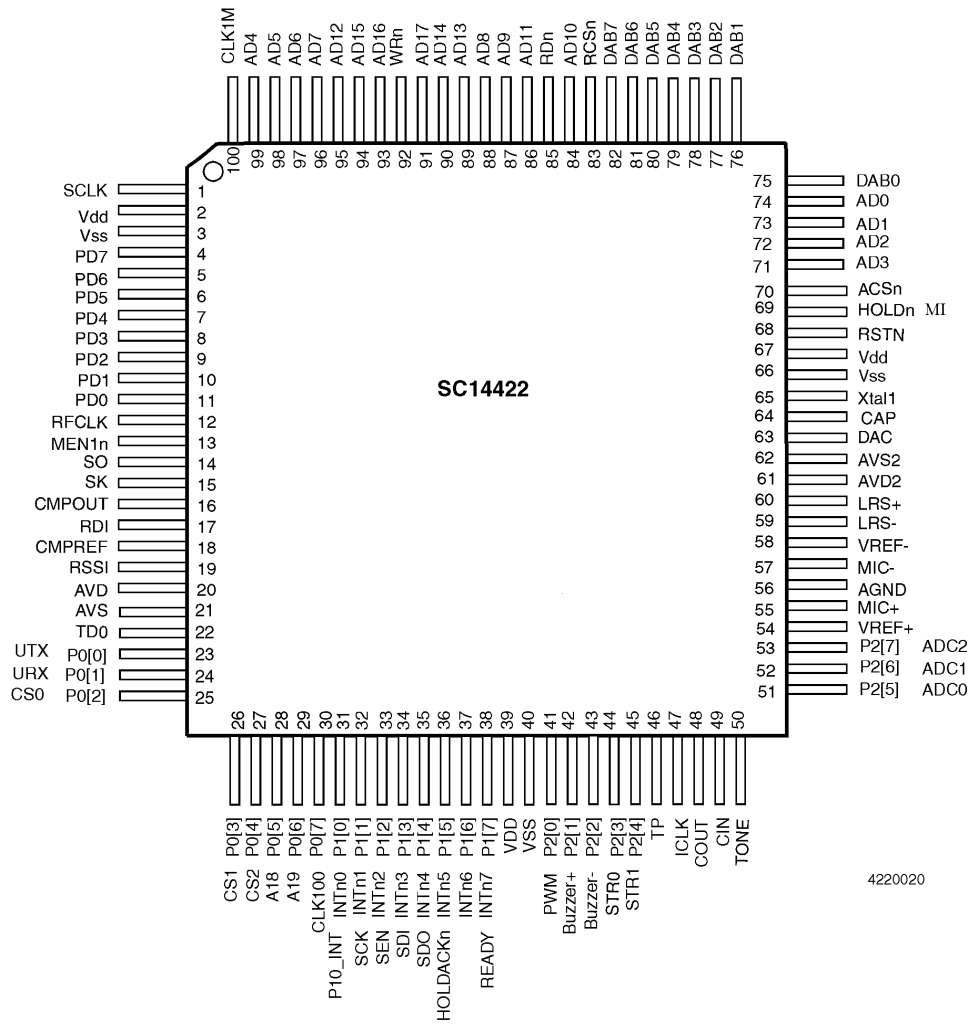 CLK1M AD4 AD5 AD6 AD7 AD12 AD15 AD16 WRn AD17 AD14 AD13 AD8 AD9 AD11 RDn AD10 RCSn DAB7 DAB6 DAB5 DAB4 DAB3 DAB2 DAB1
100 99 98 97 96 95 94 93 92 91 90 89 88 87 86 85 84 83 82 81 80 79 78 77 76
SCLK 1
Vdd 2
Vss 3
PD7 4
PD6 5
PD5 6
PD4 7
PD3 8
PD2 9
PD1 10
PD0 11
RFCLK 12
MEN1n 13
SO 14
SK 15
CMPOUT 16
RDI 17
CMPREF 18
RSSI 19
AVD 20
AVS 21
TD0 22
UTX P0[0] 23
URX P0[1] 24
CS0 P0[2] 25
SC14422
75 DAB0
74 AD0
73 AD1
72 AD2
71 AD3
70 ACSn
69 HOLDn MI
68 RSTN
67 Vdd
66 Vss
65 Xtal1
64 CAP
63 DAC
62 AVS2
61 AVD2
60 LRS+
59 LRS-
58 VREF-
57 MIC-
56 AGND
55 MIC+
54 VREF+
53 P2[7] ADC2
52 P2[6] ADC1
51 P2[5] ADC0
26 27 28 29 30 31 32 33 34 35 36 37 38 39 40 41 42 43 44 45 46 47 48 49 50
P0[3] P0[4] P0[5] P0[6] P0[7] P1[0] P1[1] P1[2] P1[3] P1[4] P1[5] P1[6] P1[7] VDD VSS P2[0] P2[1] P2[2] P2[3] P2[4] TP ICLK COUT CIN TONE
CS1 CS2 A18 A19 CLK100 INTn0 INTn1 INTn2 INTn3 INTn4 INTn5 INTn6 INTn7 PWM Buzzer+ Buzzer- STR0 STR1
P10_INT SCK SEN SDI SDO HOLDACKn READY
4220020